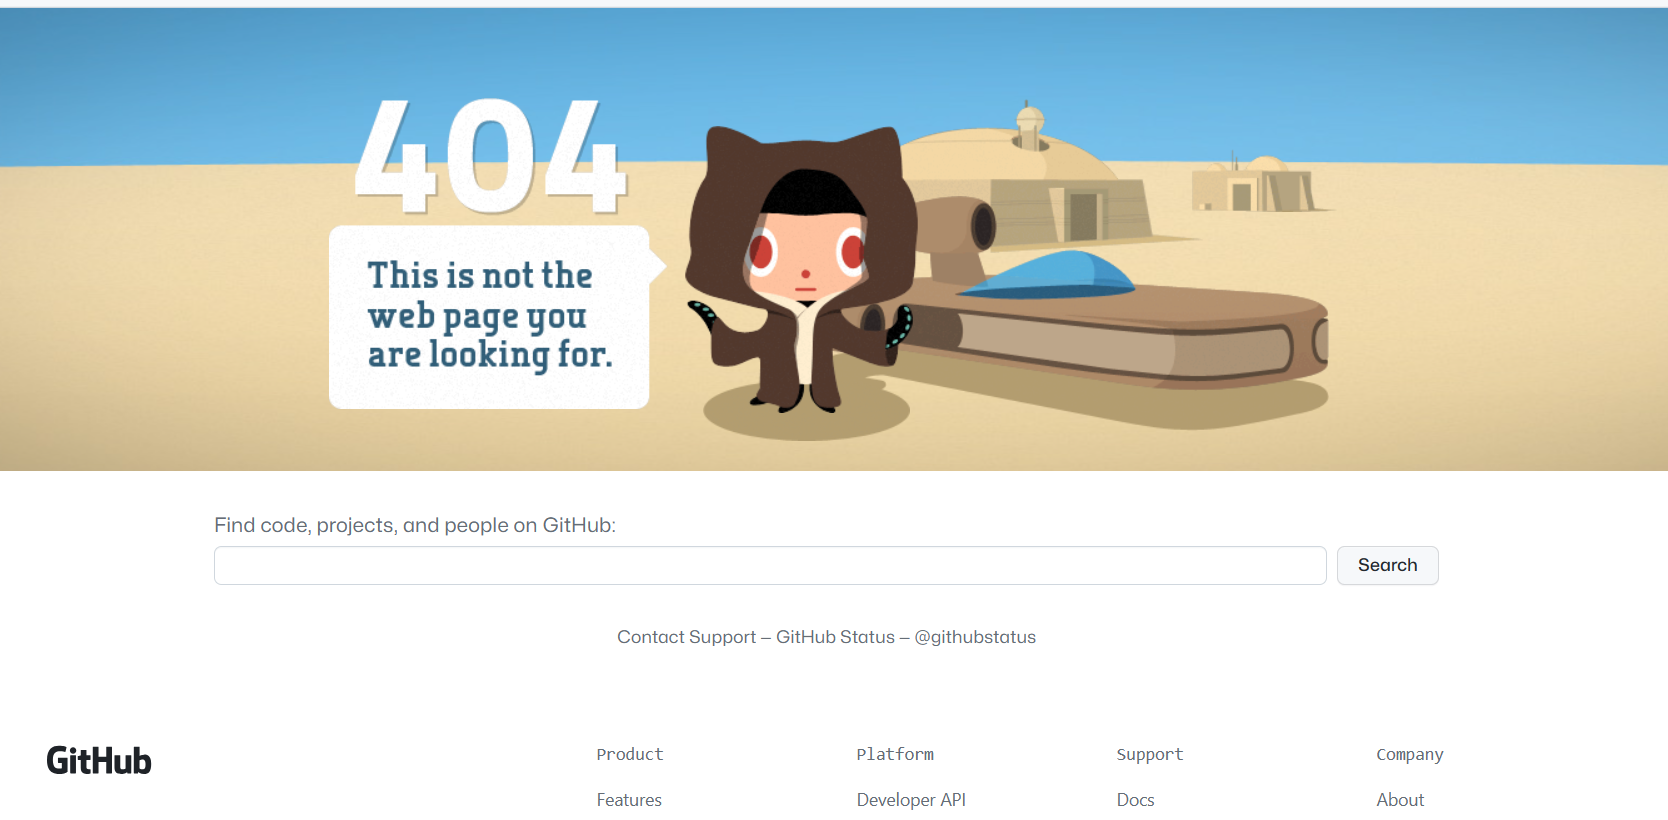 404
This is not the
web page you
are looking for.
Find code, projects, and people on GitHub:
Search
Contact Support — GitHub Status — @githubstatus
GitHub
Product
Features
Platform
Developer API
Support
Docs
Company
About